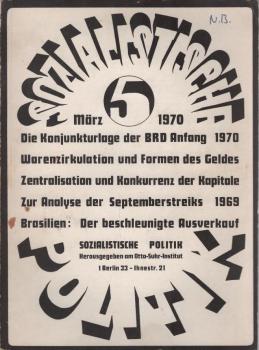 N.B.
SOZIALISTISCHE
März 5 1970
Die Konjunkturlage der BRD Anfang 1970
Warenzirkulation und Formen des Geldes
Zentralisation und Konkurrenz der Kapitale
Zur Analyse der Septemberstreiks 1969
Brasilien: Der beschleunigte Ausverkauf
SOZIALISTISCHE POLITIK
Herausgegeben am Otto-Suhr-Institut
1 Berlin 33 - Ihnestr. 21
POLITIK